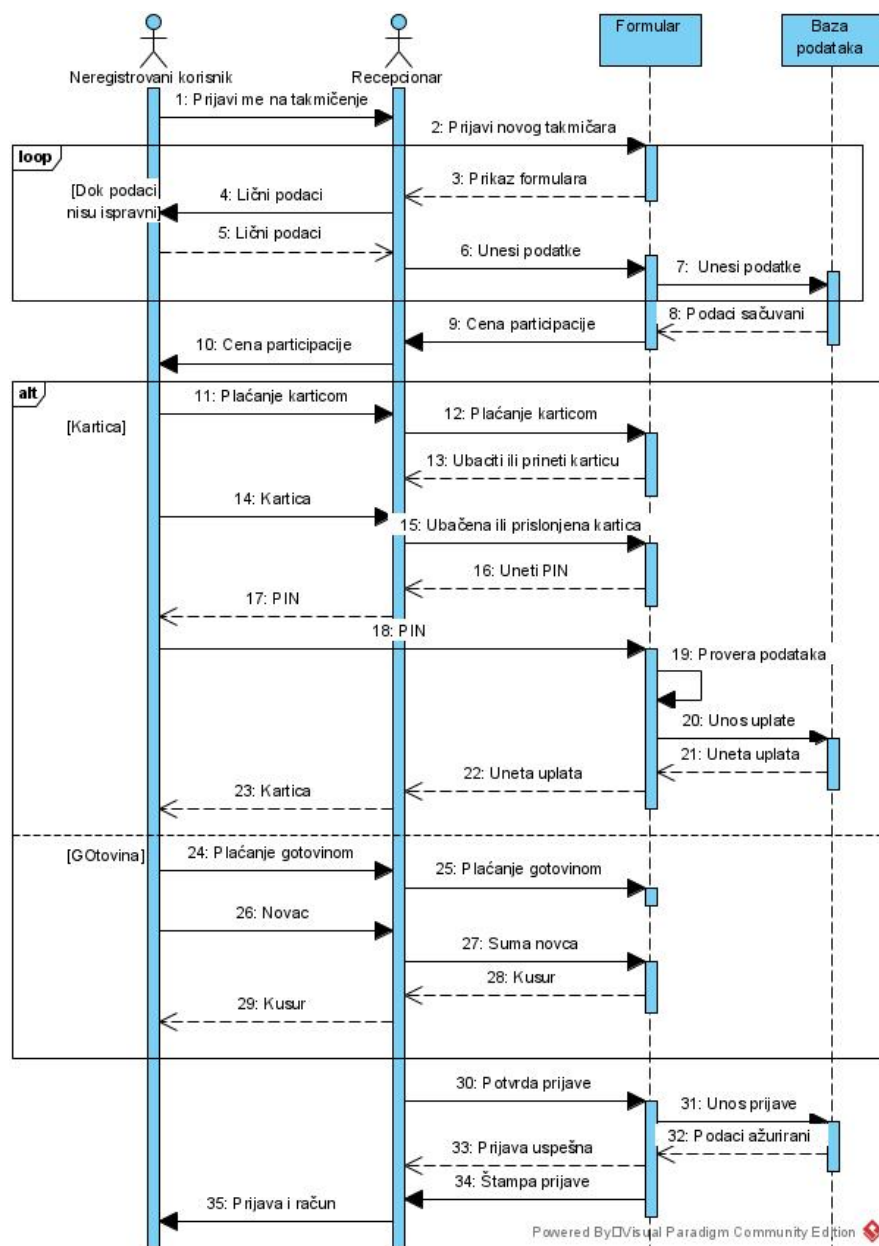 Neregistrovani korisnik
Recepcionar
Formular
Baza
podataka
1: Prijavi me na takmičenje
2: Prijavi novog takmičara
loop
[Dok podaci
nisu ispravni]
3: Prikaz formulara
4: Lični podaci
5: Lični podaci
6: Unesi podatke
7: Unesi podatke
8: Podaci sačuvani
9: Cena participacije
10: Cena participacije
alt
[Kartica]
11: Plaćanje karticom
12: Plaćanje karticom
13: Ubaciti ili prineti karticu
14: Kartica
15: Ubačena ili prislonjena kartica
16: Uneti PIN
17: PIN
18: PIN
19: Provera podataka
20: Unos uplate
21: Uneta uplata
22: Uneta uplata
23: Kartica
[GOtovina]
24: Plaćanje gotovinom
25: Plaćanje gotovinom
26: Novac
27: Suma novca
28: Kusur
29: Kusur
30: Potvrda prijave
31: Unos prijave
32: Podaci ažurirani
33: Prijava uspešna
34: Štampa prijave
35: Prijava i račun
Powered By□Visual Paradigm Community Edition